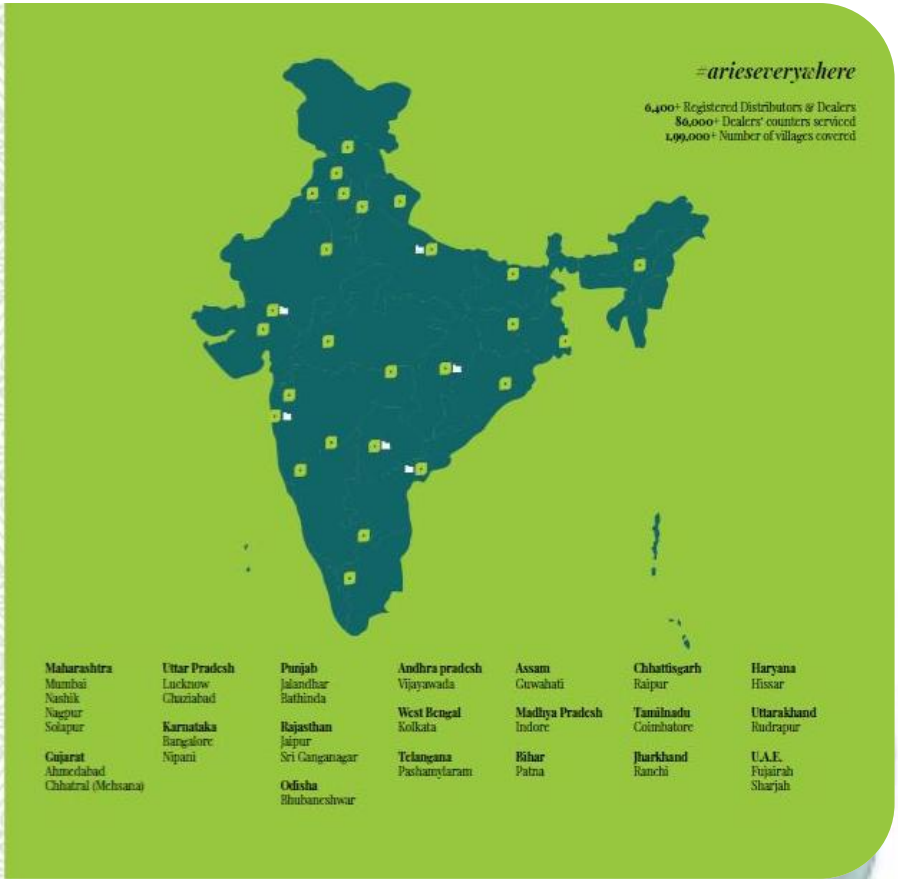 #arieseverywhere
6,400+ Registered Distributors & Dealers
86,000+ Dealers' counters serviced
1,99,000+ Number of villages covered
Maharashtra
Mumbai
Nashik
Nagpur
Solapur
Gujarat
Ahmedabad
Chhatral (Mehsana)
Uttar Pradesh
Lucknow
Ghaziabad
Karnataka
Bangalore
Nipani
Punjab
Jalandhar
Bathinda
Rajasthan
Jaipur
Sri Ganganagar
Odisha
Bhubaneshwar
Andhra pradesh
Vijayawada
West Bengal
Kolkata
Telangana
Pashamylaram
Assam
Guwahati
Madhya Pradesh
Indore
Bihar
Patna
Chhattisgarh
Raipur
Tamilnadu
Coimbatore
Jharkhand
Ranchi
Haryana
Hissar
Uttarakhand
Rudrapur
U.A.E.
Fujairah
Sharjah